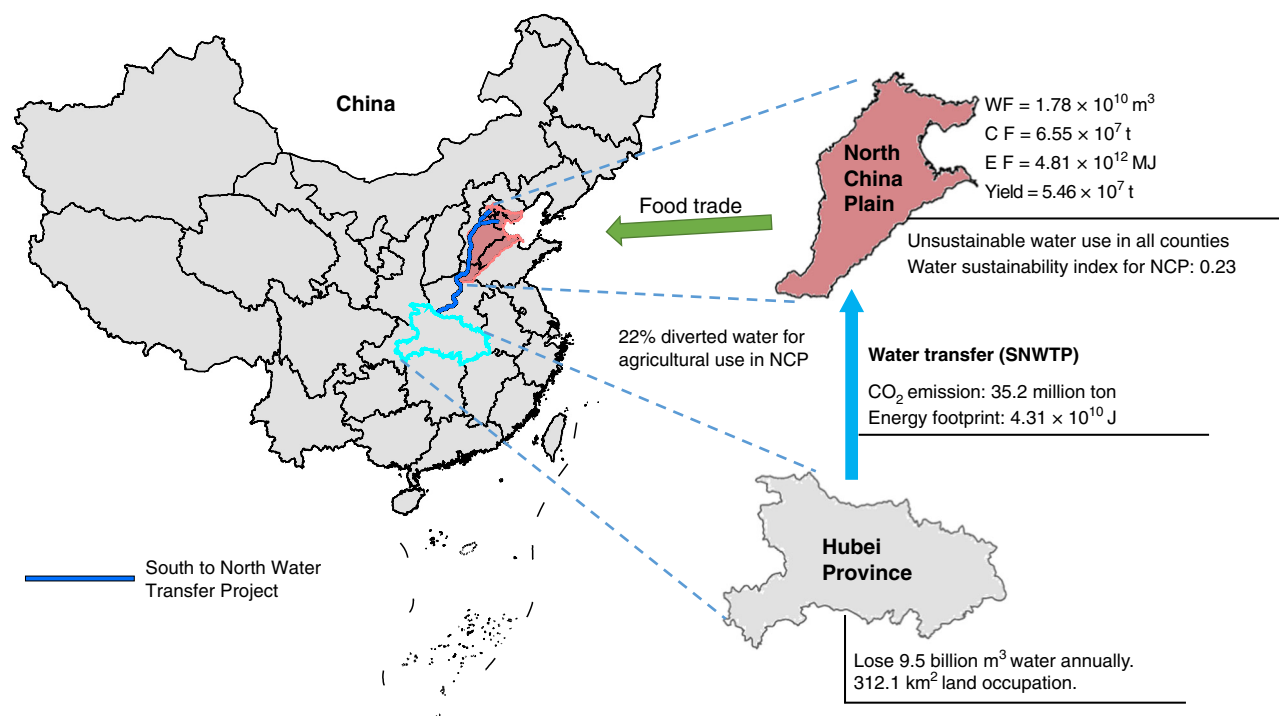 China
WF = 1.78 × 10¹⁰ m³
C F = 6.55 × 10⁷ t
E F = 4.81 × 10¹² MJ
Yield = 5.46 × 10⁷ t
North
China
Plain
Food trade
Unsustainable water use in all counties
Water sustainability index for NCP: 0.23
22% diverted water for
agricultural use in NCP
Water transfer (SNWTP)
CO₂ emission: 35.2 million ton
Energy footprint: 4.31 × 10¹⁰ J
Hubei
Province
South to North Water
Transfer Project
Lose 9.5 billion m³ water annually.
312.1 km² land occupation.